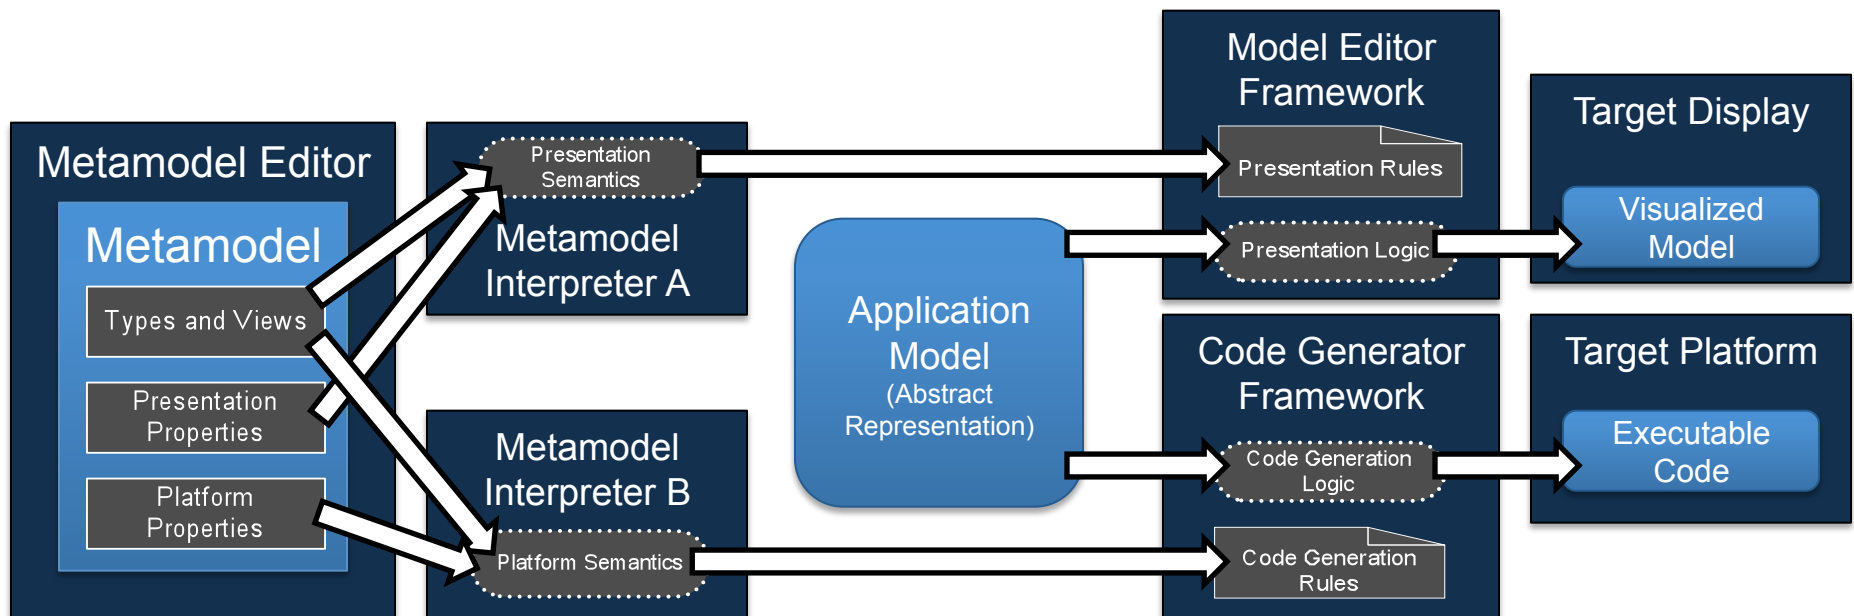 Metamodel Editor
Metamodel
Types and Views
Presentation
Properties
Platform
Properties
Presentation
Semantics
Metamodel
Interpreter A
Metamodel
Interpreter B
Platform Semantics
Application
Model
(Abstract
Representation)
Model Editor
Framework
Presentation Rules
Presentation Logic
Code Generator
Framework
Code Generation
Logic
Code Generation
Rules
Target Display
Visualized
Model
Target Platform
Executable
Code